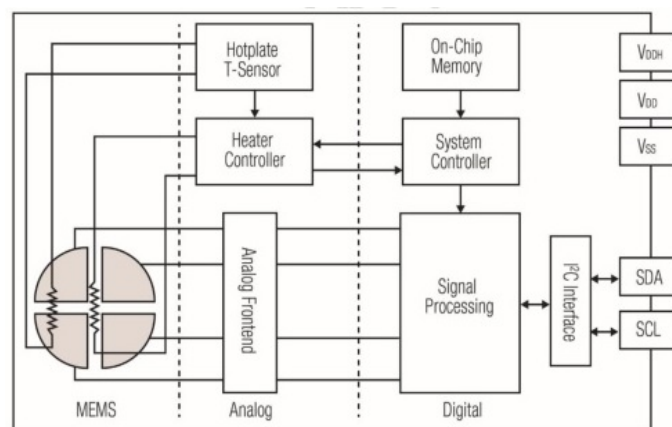 Hotplate
T-Sensor
On-Chip
Memory
VDDH
VDD
VSS
Heater
Controller
System
Controller
Analog Frontend
Signal
Processing
I²C Interface
SDA
SCL
MEMS
Analog
Digital